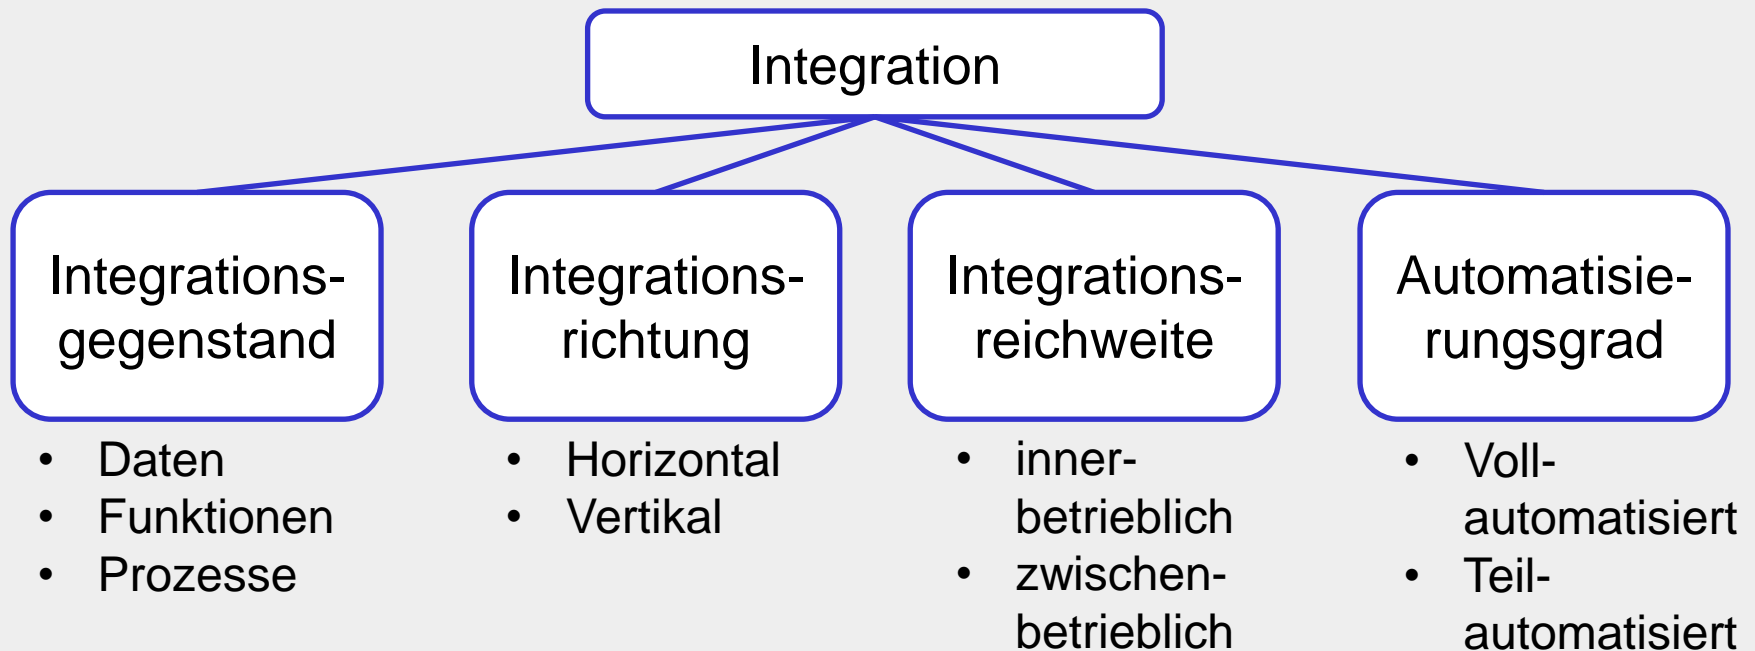 Integration
Integrations-
gegenstand
Integrations-
richtung
Integrations-
reichweite
Automatisie-
rungsgrad
• Daten
• Funktionen
• Prozesse
• Horizontal
• Vertikal
• inner-
betrieblich
• zwischen-
betrieblich
• Voll-
automatisiert
• Teil-
automatisiert